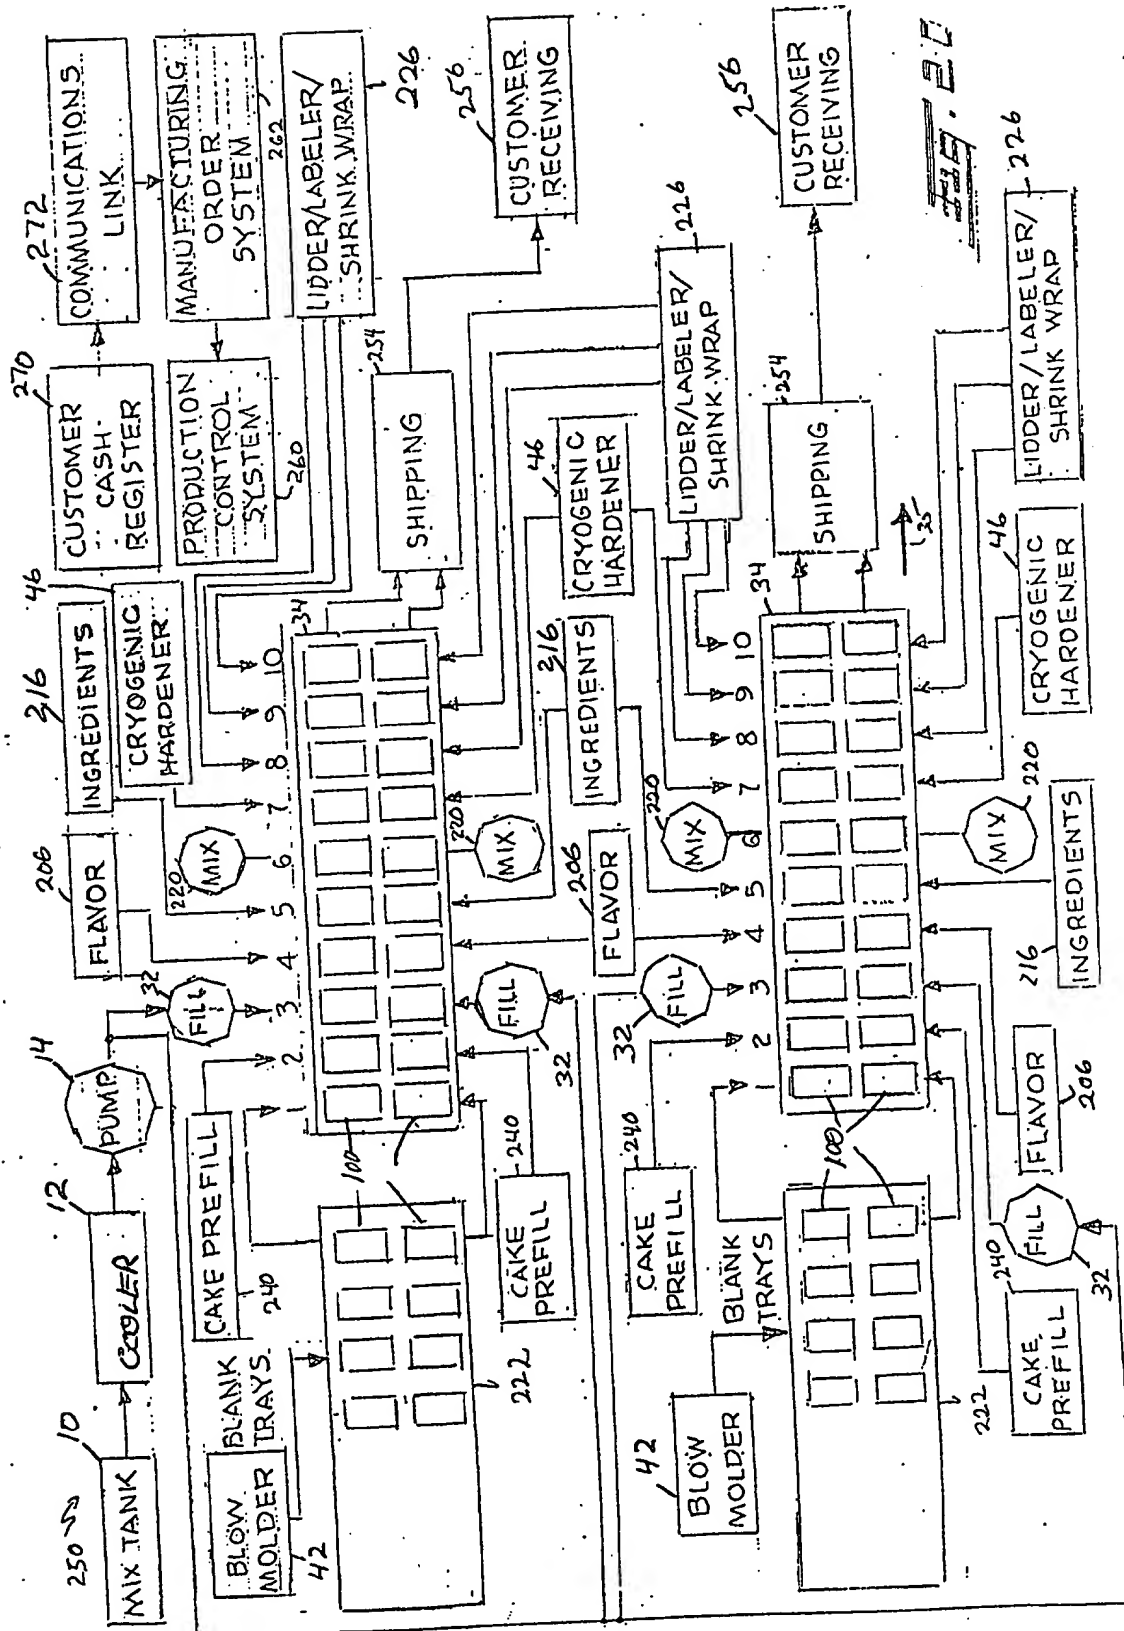 250
10
MIX TANK
12
COOLER
14
PUMP
32
FILL
206
FLAVOR
216
INGREDIENTS
46
CRYOGENIC
HARDENER
270
CUSTOMER
CASH
REGISTER
272
COMMUNICATIONS
LINK
MANUFACTURING
ORDER
SYSTEM
262
PRODUCTION
CONTROL
SYSTEM
260
LIDDER/LABELER/
SHRINK WRAP
226
BLOW
MOLDER
42
BLANK
TRAYS
CAKE PREFILL
240
220
MIX
1
2
3
4
5
6
7
8
9
10
34
100
222
SHIPPING
254
CUSTOMER
RECEIVING
256
CAKE
PREFILL
240
FILL
32
220
MIX
FLAVOR
206
INGREDIENTS
216
CRYOGENIC
HARDENER
46
LIDDER/LABELER/
SHRINK WRAP
226
BLOW
MOLDER
42
BLANK
TRAYS
CAKE
PREFILL
240
FILL
32
MIX
220
1
2
3
4
5
6
7
8
9
10
34
100
222
SHIPPING
254
35
CUSTOMER
RECEIVING
256
CAKE
PREFILL
240
FILL
32
FLAVOR
206
INGREDIENTS
216
MIX
220
CRYOGENIC
HARDENER
46
LIDDER/LABELER/
SHRINK WRAP
226